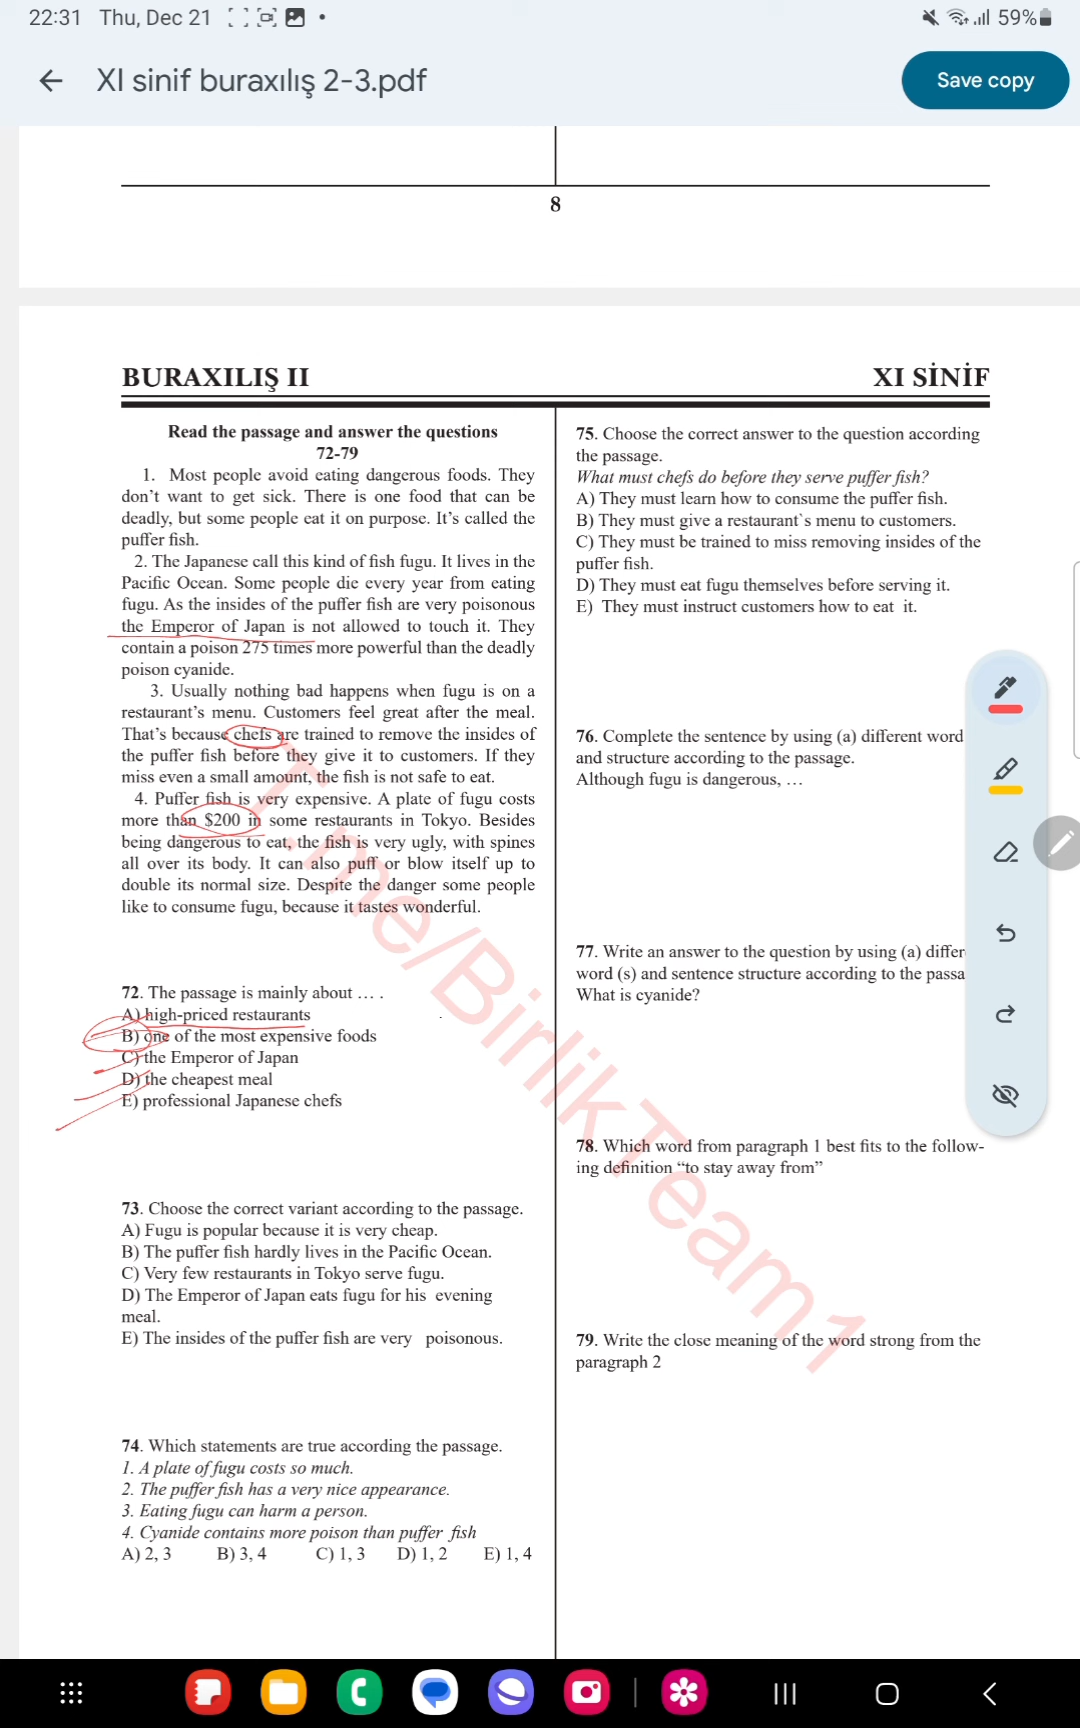 22:31 Thu, Dec 21
59%
XI sinif buraxılış 2-3.pdf
Save copy
8
BURAXILIŞ II
XI SİNİF
Read the passage and answer the questions
72-79
1. Most people avoid eating dangerous foods. They
don't want to get sick. There is one food that can be
deadly, but some people eat it on purpose. It's called the
puffer fish.
2. The Japanese call this kind of fish fugu. It lives in the
Pacific Ocean. Some people die every year from eating
fugu. As the insides of the puffer fish are very poisonous
the Emperor of Japan is not allowed to touch it. They
contain a poison 275 times more powerful than the deadly
poison cyanide.
3. Usually nothing bad happens when fugu is on a
restaurant's menu. Customers feel great after the meal.
That's because chefs are trained to remove the insides of
the puffer fish before they give it to customers. If they
miss even a small amount, the fish is not safe to eat.
4. Puffer fish is very expensive. A plate of fugu costs
more than $200 in some restaurants in Tokyo. Besides
being dangerous to eat, the fish is very ugly, with spines
all over its body. It can also puff or blow itself up to
double its normal size. Despite the danger some people
like to consume fugu, because it tastes wonderful.
72. The passage is mainly about … .
A) high-priced restaurants
B) one of the most expensive foods
C) the Emperor of Japan
D) the cheapest meal
E) professional Japanese chefs
73. Choose the correct variant according to the passage.
A) Fugu is popular because it is very cheap.
B) The puffer fish hardly lives in the Pacific Ocean.
C) Very few restaurants in Tokyo serve fugu.
D) The Emperor of Japan eats fugu for his evening
meal.
E) The insides of the puffer fish are very poisonous.
74. Which statements are true according the passage.
1. A plate of fugu costs so much.
2. The puffer fish has a very nice appearance.
3. Eating fugu can harm a person.
4. Cyanide contains more poison than puffer fish
A) 2, 3 B) 3, 4 C) 1, 3 D) 1, 2 E) 1, 4
75. Choose the correct answer to the question according
the passage.
What must chefs do before they serve puffer fish?
A) They must learn how to consume the puffer fish.
B) They must give a restaurant`s menu to customers.
C) They must be trained to miss removing insides of the
puffer fish.
D) They must eat fugu themselves before serving it.
E) They must instruct customers how to eat it.
76. Complete the sentence by using (a) different word
and structure according to the passage.
Although fugu is dangerous, …
77. Write an answer to the question by using (a) differ
word (s) and sentence structure according to the passa
What is cyanide?
78. Which word from paragraph 1 best fits to the follow-
ing definition "to stay away from"
79. Write the close meaning of the word strong from the
paragraph 2
T.me/BirlikTeam1